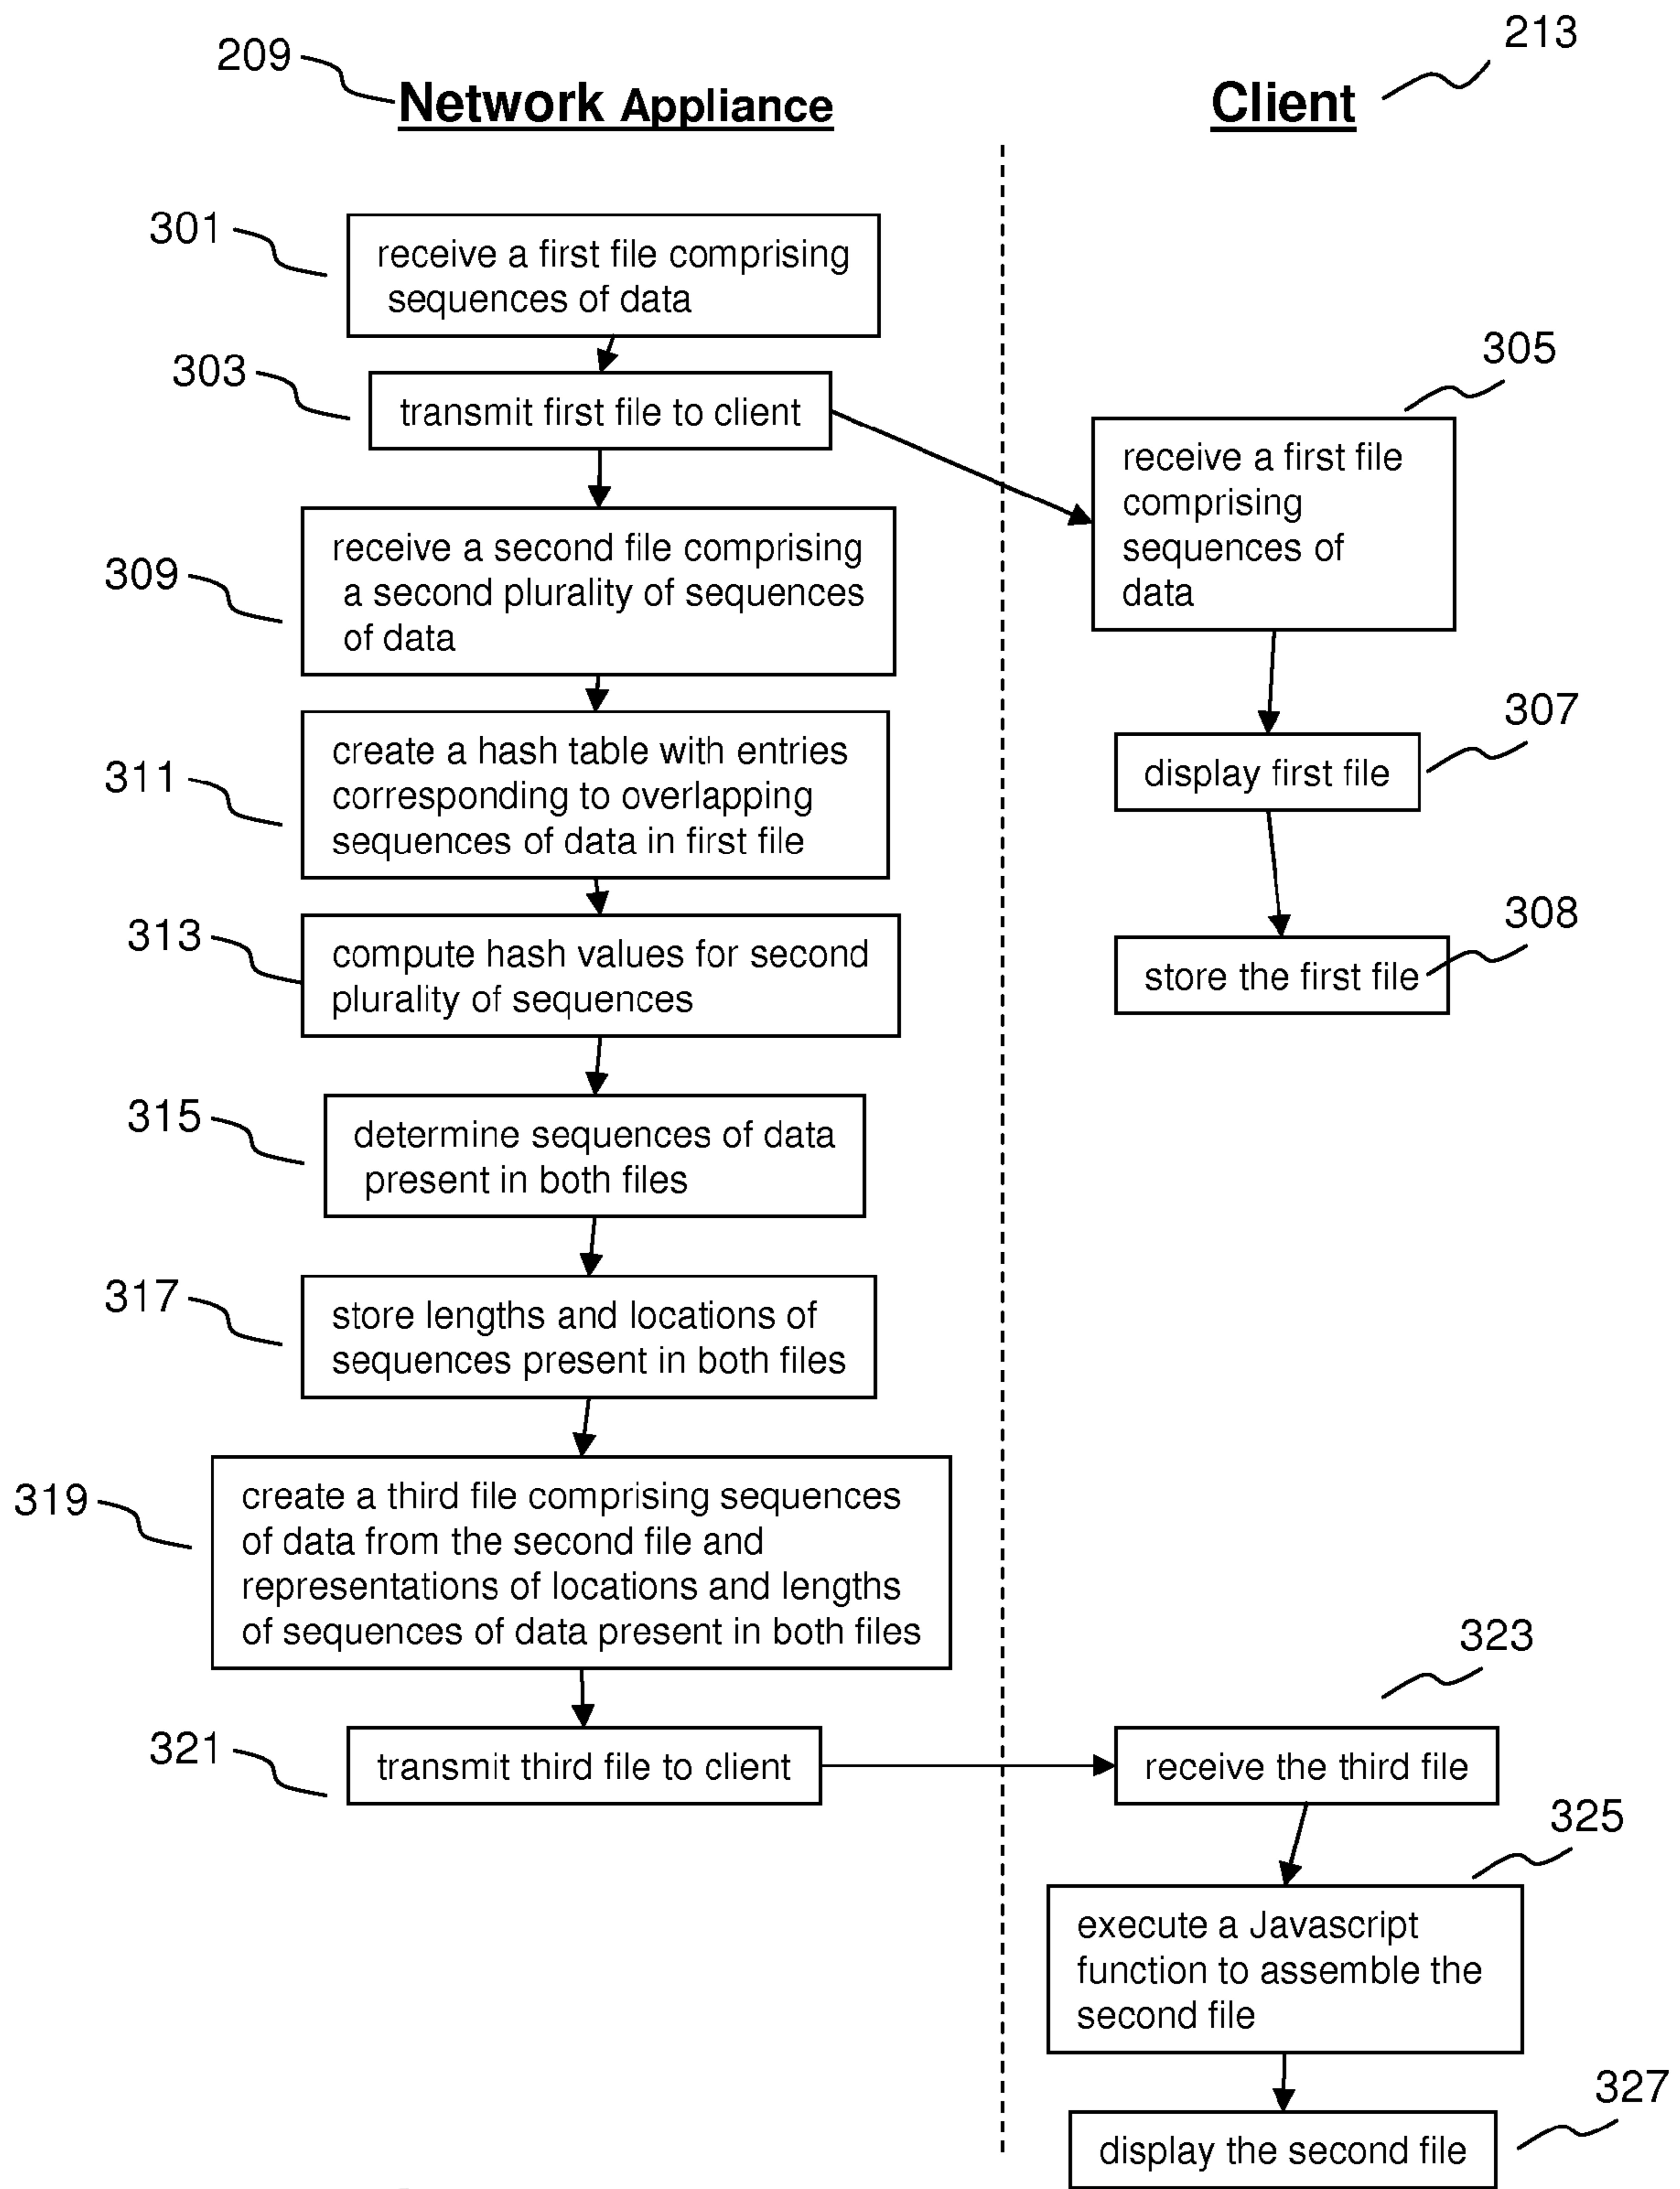 209
Network Appliance
213
Client
301
receive a first file comprising
sequences of data
303
transmit first file to client
305
receive a first file
comprising
sequences of
data
309
receive a second file comprising
a second plurality of sequences
of data
307
display first file
311
create a hash table with entries
corresponding to overlapping
sequences of data in first file
308
store the first file
313
compute hash values for second
plurality of sequences
315
determine sequences of data
present in both files
317
store lengths and locations of
sequences present in both files
319
create a third file comprising sequences
of data from the second file and
representations of locations and lengths
of sequences of data present in both files
321
transmit third file to client
323
receive the third file
325
execute a Javascript
function to assemble the
second file
327
display the second file